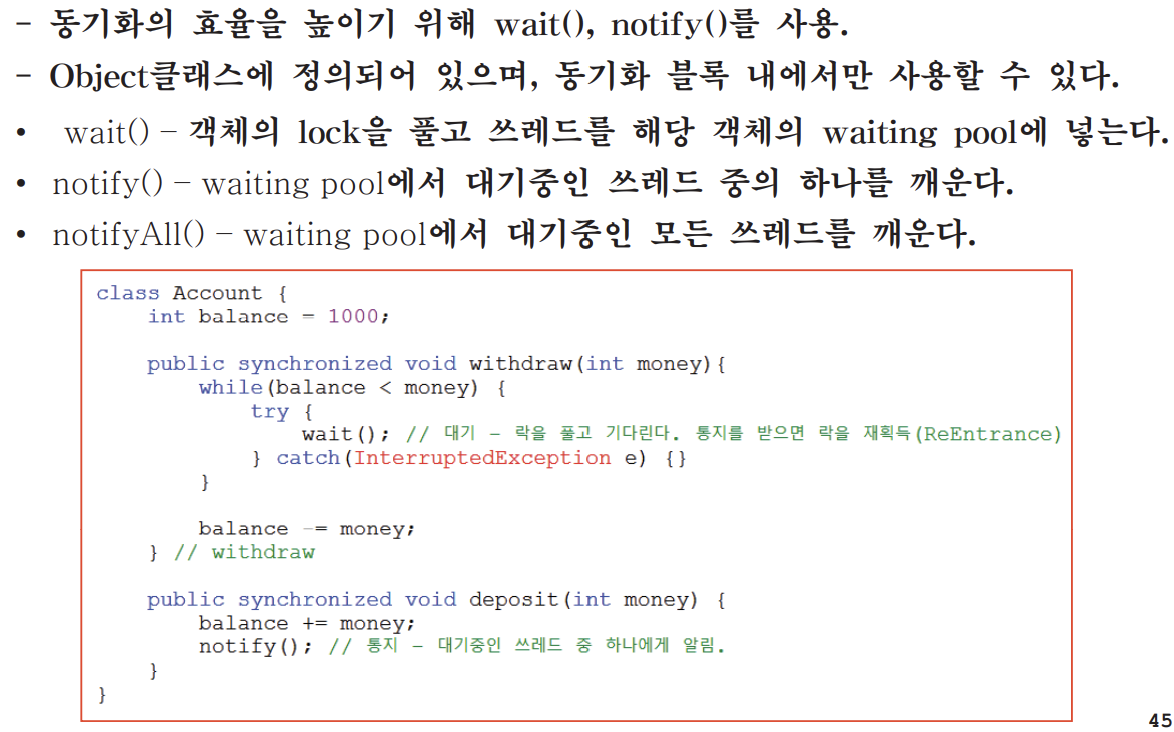 - 동기화의 효율을 높이기 위해 wait(), notify()를 사용.
- Object클래스에 정의되어 있으며, 동기화 블록 내에서만 사용할 수 있다.
• wait() – 객체의 lock을 풀고 쓰레드를 해당 객체의 waiting pool에 넣는다.
• notify() – waiting pool에서 대기중인 쓰레드 중의 하나를 깨운다.
• notifyAll() – waiting pool에서 대기중인 모든 쓰레드를 깨운다.
class Account {
    int balance = 1000;

    public synchronized void withdraw(int money){
        while(balance < money) {
            try {
                wait(); // 대기 - 락을 풀고 기다린다. 통지를 받으면 락을 재획득(ReEntrance)
            } catch(InterruptedException e) {}
        }

        balance -= money;
    } // withdraw

    public synchronized void deposit(int money) {
        balance += money;
        notify(); // 통지 - 대기중인 쓰레드 중 하나에게 알림.
    }
}
45